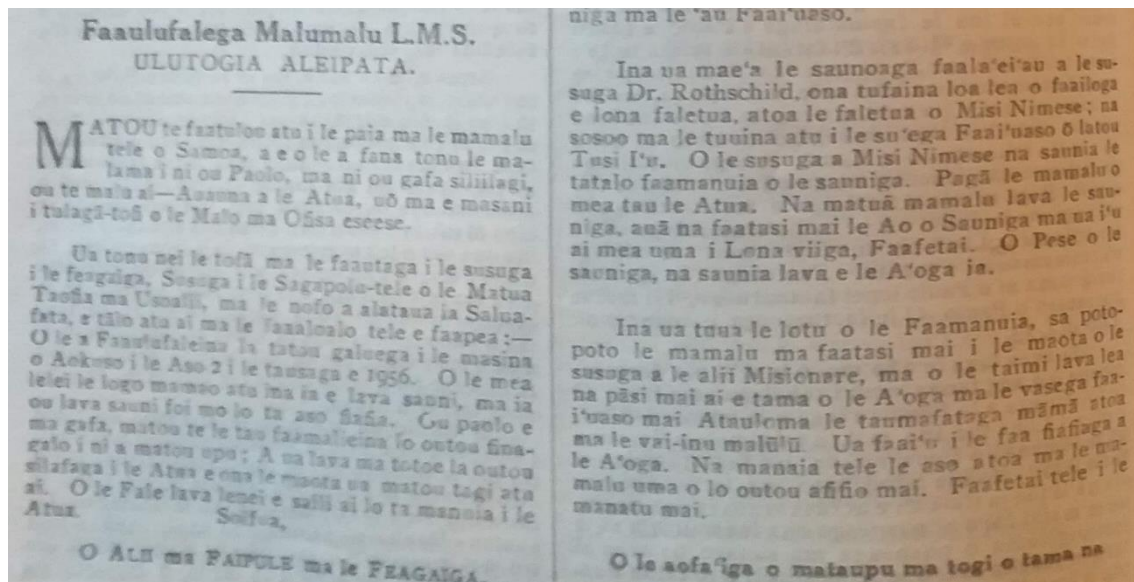 Faaulufalega Malumalu L.M.S.
ULUTOGIA ALEIPATA.
MATOU te faatulou atu i le paia ma le mamalu
tele o Samoa, a e o le a fana tonu le ma-
lama i ni ou Paolo, ma ni ou gafa silillagi,
ou te malu ai—Auauna a le Atua, uō ma e masani
i tulagā-tofi o le Malo ma Ofisa eseese.
Ua tonu nei le tofā ma le faautaga i le susuga
i le feagaiga, Susuga i le Sagapolu-tele o le Matua
Taofia ma Usoalii, ma le nofo a alataua ia Salua-
fata, e tālo atu ai ma le faaaloalo tele e faapea:—
O le a Faaulufaleina la tatou galuega i le masina
o Aokuso i le Aso 2 i le tausaga e 1956. O le mea
lelei le logo mamao atu ina ia e lava sauni, ma ia
ou lava sauni foi mo lo ta aso fiafia. Ou paolo e
ma gafa, matou te le tau faamalieina lo outou fina-
galo i ni a matou upu; A ua lava ma totoe la outou
silafaga i le Atua e ona le maota ua matou tagi atu
ai. O le Fale lava lenei e saili ai lo ta manuia i le
Atua. Soifua,
O ALII ma FAIPULE ma le FEAGAIGA.
niga ma le ‘au Faai‘uaso.”
Ina ua mae‘a le saunoaga faala‘ei‘au a le su-
suga Dr. Rothschild, ona tufaina loa lea o faailoga
e lona faletua, atoa le faletua o Misi Nimese; na
sosoo ma le tuuina atu i le su‘ega Faai‘uaso ō latou
Tusi I‘u. O le susuga a Misi Nimese na saunia le
tatalo faamanuia o le sauniga. Pagā le mamalu o
mea tau le Atua. Na matuā mamalu lava le sau-
niga, auā na faatasi mai le Ao o Sauniga ma ua i‘u
ai mea uma i Lona viiga, Faafetai. O Pese o le
sauniga, na saunia lava e le A‘oga ia.
Ina ua tuua le lotu o le Faamanuia, sa poto-
poto le mamalu ma faatasi mai i le maota o le
susuga a le alii Misionare, ma o le taimi lava lea
na pāsi mai ai e tama o le A‘oga ma le vasega faa-
i‘uaso mai Atauloma le taumafataga māmā atoa
ma le vai-inu malūlū. Ua faai‘u i le faa fiafiaga a
le A‘oga. Na manaia tele le aso atoa ma le ma-
malu uma o lo outou afifio mai. Faafetai tele i le
manatu mai.
O le aofa‘iga o mataupu ma togi o tama na